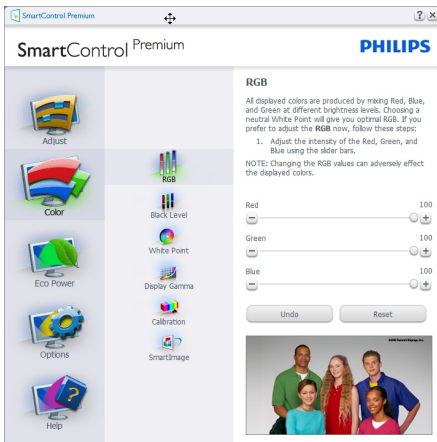 SmartControl Premium
?
SmartControl Premium
PHILIPS
Adjust
Color
Eco Power
Options
Help
RGB
Black Level
White Point
Display Gamma
Calibration
SmartImage
RGB
All displayed colors are produced by mixing Red, Blue,
and Green at different brightness levels. Choosing a
neutral White Point will give you optimal RGB. If you
prefer to adjust the RGB now, follow these steps:
1. Adjust the intensity of the Red, Green, and
Blue using the slider bars.
NOTE: Changing the RGB values can adversely effect
the displayed colors.
Red 100
Green 100
Blue 100
Undo Reset